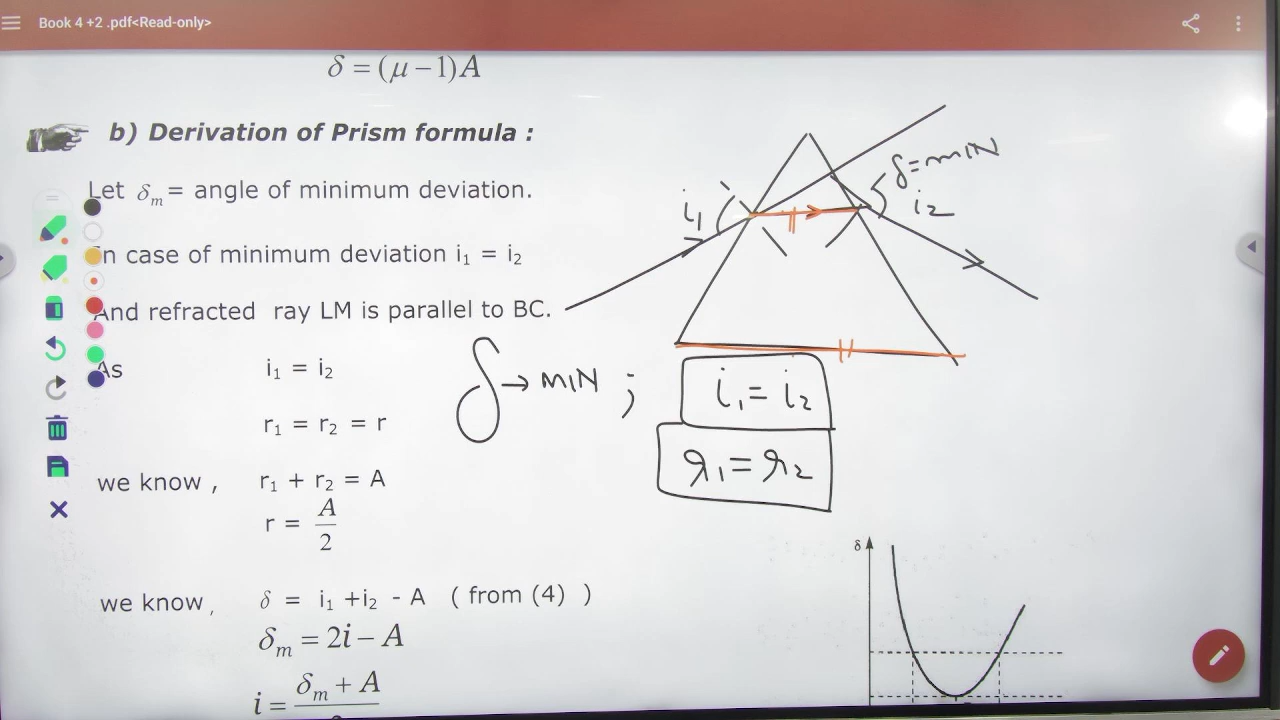 Book 4 +2 .pdf<Read-only>
δ = (μ − 1) A
b) Derivation of Prism formula :
Let δm = angle of minimum deviation.
In case of minimum deviation i₁ = i₂
And refracted ray LM is parallel to BC.
As i₁ = i₂
r₁ = r₂ = r
we know , r₁ + r₂ = A
r = A/2
we know , δ = i₁ +i₂ - A ( from (4) )
δm = 2i − A
i = δm + A
i₁
δ = MIN
i₂
δ → MIN ;
i₁ = i₂
r₁ = r₂
δ